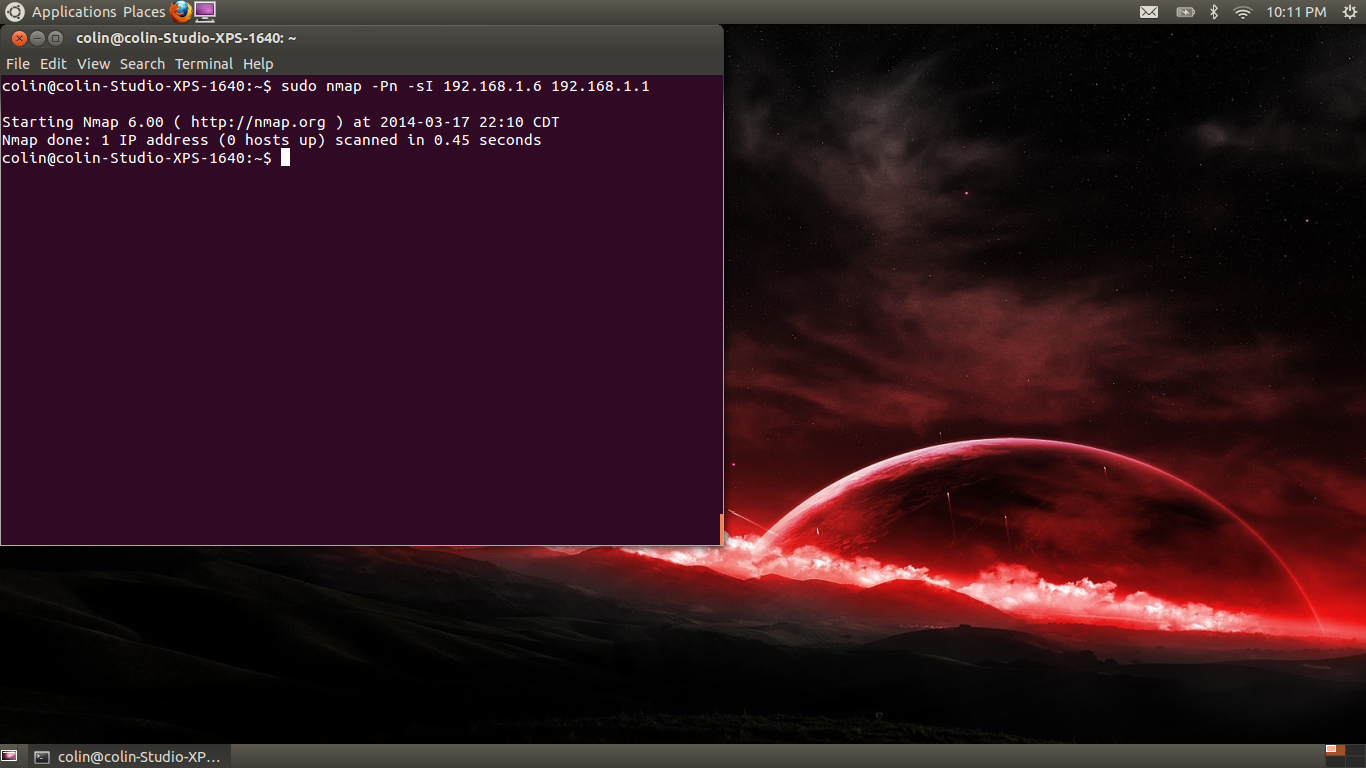 Applications Places 10:11 PM
colin@colin-Studio-XPS-1640: ~
File Edit View Search Terminal Help
colin@colin-Studio-XPS-1640:~$ sudo nmap -Pn -sI 192.168.1.6 192.168.1.1
Starting Nmap 6.00 ( http://nmap.org ) at 2014-03-17 22:10 CDT
Nmap done: 1 IP address (0 hosts up) scanned in 0.45 seconds
colin@colin-Studio-XPS-1640:~$
colin@colin-Studio-XP...